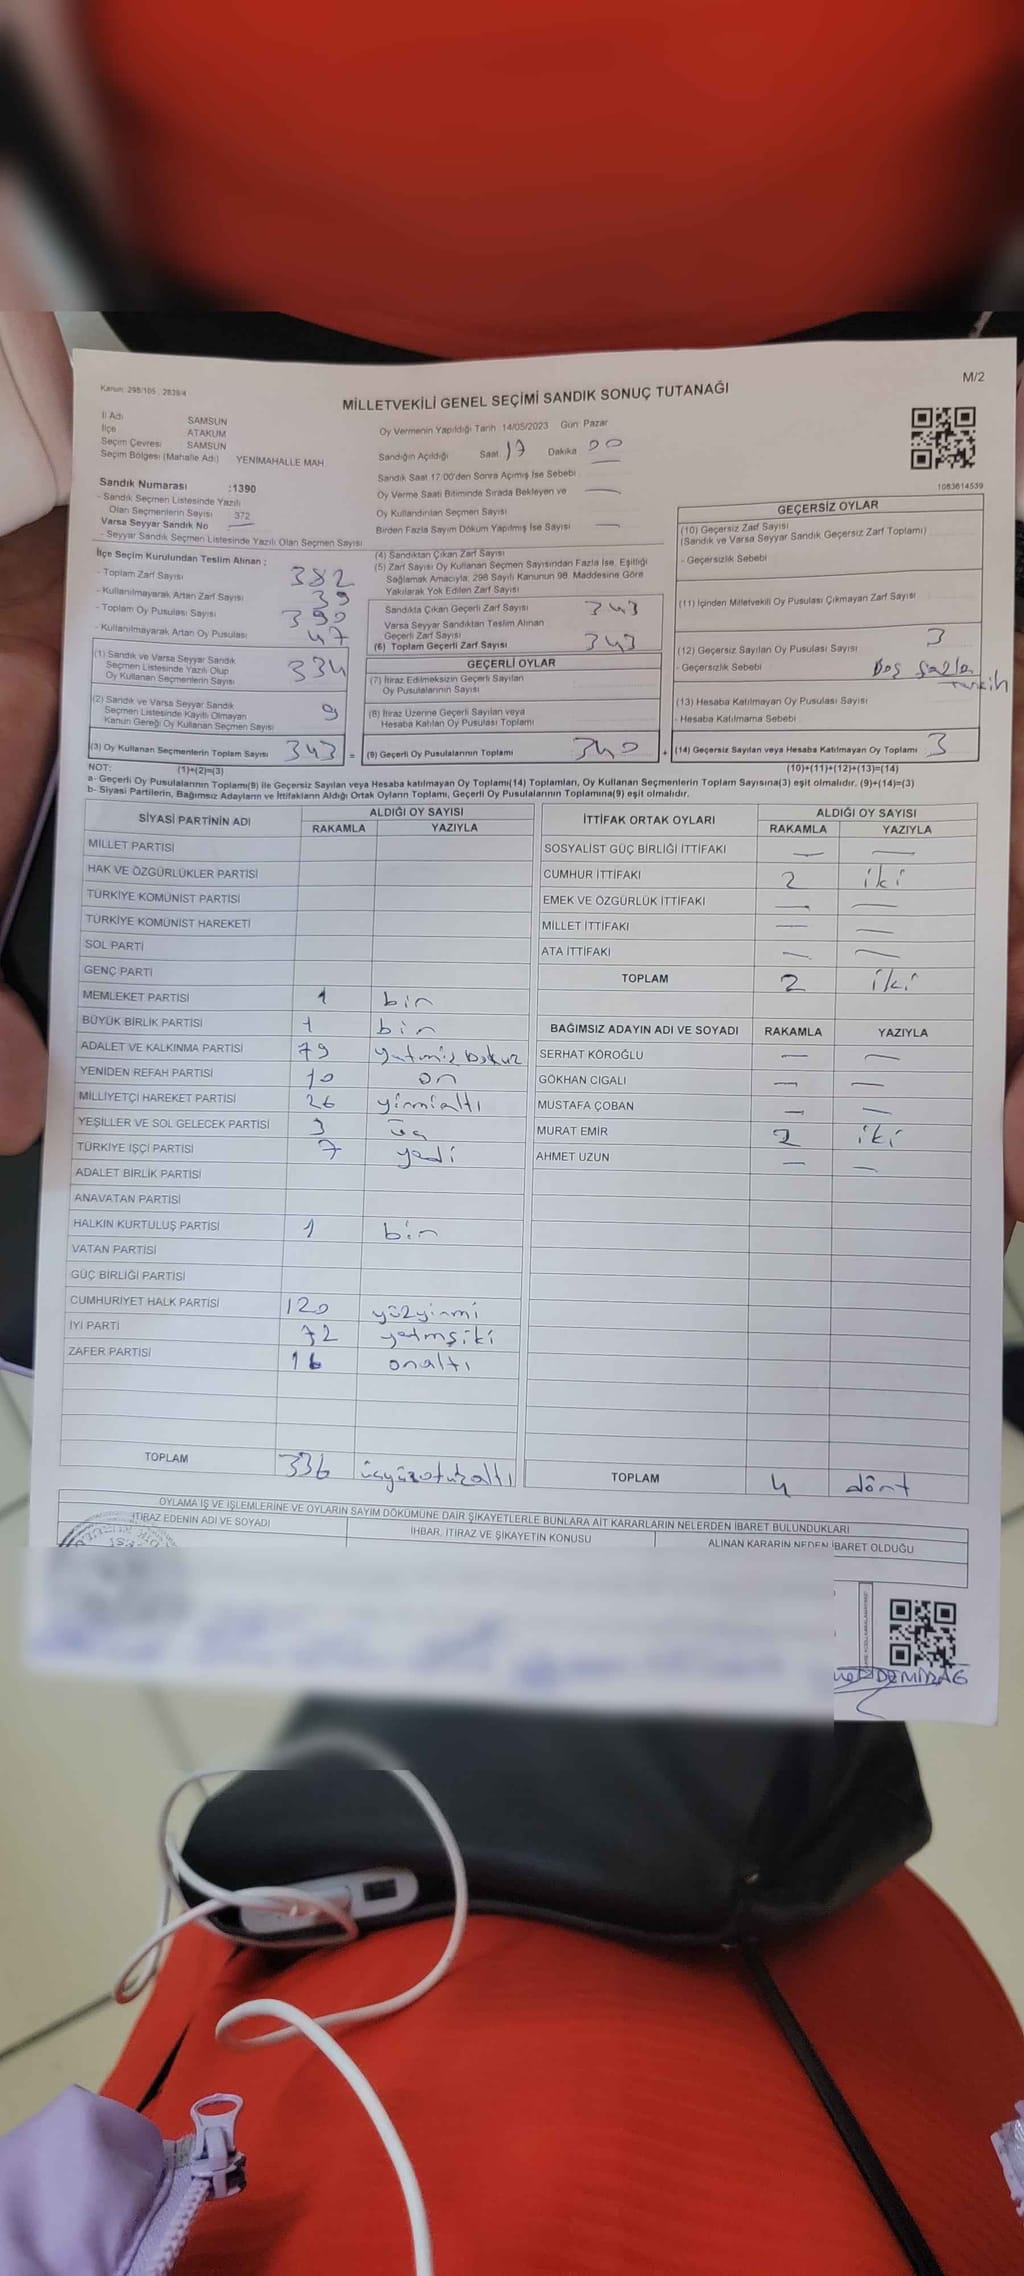 Kanun: 298/105 , 2839/4
M/2
MİLLETVEKİLİ GENEL SEÇİMİ SANDIK SONUÇ TUTANAĞI
İl Adı SAMSUN
İlçe ATAKUM
Seçim Çevresi SAMSUN
Seçim Bölgesi (Mahalle Adı) YENİMAHALLE MAH.
Sandık Numarası :1390
- Sandık Seçmen Listesinde Yazılı
Olan Seçmenlerin Sayısı 372
Varsa Seyyar Sandık No
- Seyyar Sandık Seçmen Listesinde Yazılı Olan Seçmen Sayısı
Oy Vermenin Yapıldığı Tarih 14/05/2023 Gün Pazar
Sandığın Açıldığı Saat 17 Dakika 00
Sandık Saat 17.00'den Sonra Açımış İse Sebebi
Oy Verme Saati Bitiminde Sırada Bekleyen ve —
Oy Kullandırılan Seçmen Sayısı
Birden Fazla Sayım Döküm Yapılmış İse Sayısı —
1083614539
İlçe Seçim Kurulundan Teslim Alınan ;
- Toplam Zarf Sayısı 382
- Kullanılmayarak Artan Zarf Sayısı 39
- Toplam Oy Pusulası Sayısı 390
- Kullanılmayarak Artan Oy Pusulası 47
(1) Sandık ve Varsa Seyyar Sandık
Seçmen Listesinde Yazılı Olup
Oy Kullanan Seçmenlerin Sayısı 334
(2) Sandık ve Varsa Seyyar Sandık
Seçmen Listesinde Kayıtlı Olmayan
Kanun Gereği Oy Kullanan Seçmen Sayısı 9
(3) Oy Kullanan Seçmenlerin Toplam Sayısı 343 =
(4) Sandıktan Çıkan Zarf Sayısı
(5) Zarf Sayısı Oy Kullanan Seçmen Sayısından Fazla İse, Eşitliği
Sağlamak Amacıyla, 298 Sayılı Kanunun 98. Maddesine Göre
Yakılarak Yok Edilen Zarf Sayısı
Sandıkta Çıkan Geçerli Zarf Sayısı 343
Varsa Seyyar Sandıktan Teslim Alınan
Geçerli Zarf Sayısı
(6) Toplam Geçerli Zarf Sayısı 343
GEÇERLİ OYLAR
(7) İtiraz Edilmeksizin Geçerli Sayılan
Oy Pusulalarının Sayısı
(8) İtiraz Üzerine Geçerli Sayılan veya
Hesaba Katılan Oy Pusulası Toplamı
(9) Geçerli Oy Pusulalarının Toplamı 340 +
GEÇERSİZ OYLAR
(10) Geçersiz Zarf Sayısı
(Sandık ve Varsa Seyyar Sandık Geçersiz Zarf Toplamı)
- Geçersizlik Sebebi
(11) İçinden Milletvekili Oy Pusulası Çıkmayan Zarf Sayısı
(12) Geçersiz Sayılan Oy Pusulası Sayısı 3
- Geçersizlik Sebebi Boş fazla
(13) Hesaba Katılmayan Oy Pusulası Sayısı
- Hesaba Katılmama Sebebi
(14) Geçersiz Sayılan veya Hesaba Katılmayan Oy Toplamı 3
NOT: (1)+(2)=(3) (10)+(11)+(12)+(13)=(14)
a- Geçerli Oy Pusulalarının Toplamı(9) ile Geçersiz Sayılan veya Hesaba katılmayan Oy Toplamı(14) Toplamları, Oy Kullanan Seçmenlerin Toplam Sayısına(3) eşit olmalıdır. (9)+(14)=(3)
b- Siyasi Partilerin, Bağımsız Adayların ve İttifakların Aldığı Ortak Oyların Toplamı, Geçerli Oy Pusulalarının Toplamına(9) eşit olmalıdır.
SİYASİ PARTİNİN ADI ALDIĞI OY SAYISI
RAKAMLA YAZIYLA
MİLLET PARTİSİ
HAK VE ÖZGÜRLÜKLER PARTİSİ
TÜRKİYE KOMÜNİST PARTİSİ
TÜRKİYE KOMÜNİST HAREKETİ
SOL PARTİ
GENÇ PARTİ
MEMLEKET PARTİSİ 1 bir
BÜYÜK BİRLİK PARTİSİ 1 bir
ADALET VE KALKINMA PARTİSİ 79 yetmiş dokuz
YENİDEN REFAH PARTİSİ 10 on
MİLLİYETÇİ HAREKET PARTİSİ 26 yirmialtı
YEŞİLLER VE SOL GELECEK PARTİSİ 3 üç
TÜRKİYE İŞÇİ PARTİSİ 7 yedi
ADALET BİRLİK PARTİSİ
ANAVATAN PARTİSİ
HALKIN KURTULUŞ PARTİSİ 1 bir
VATAN PARTİSİ
GÜÇ BİRLİĞİ PARTİSİ
CUMHURİYET HALK PARTİSİ 120 yüzyirmi
İYİ PARTİ 72 yetmşiki
ZAFER PARTİSİ 16 onaltı
TOPLAM 336 üçyüzotuzaltı
İTTİFAK ORTAK OYLARI ALDIĞI OY SAYISI
RAKAMLA YAZIYLA
SOSYALİST GÜÇ BİRLİĞİ İTTİFAKI — —
CUMHUR İTTİFAKI 2 iki
EMEK VE ÖZGÜRLÜK İTTİFAKI — —
MİLLET İTTİFAKI — —
ATA İTTİFAKI — —
TOPLAM 2 iki
BAĞIMSIZ ADAYIN ADI VE SOYADI RAKAMLA YAZIYLA
SERHAT KÖROĞLU — —
GÖKHAN CIGALI — —
MUSTAFA ÇOBAN — —
MURAT EMİR 2 iki
AHMET UZUN — —
TOPLAM 4 dört
OYLAMA İŞ VE İŞLEMLERİNE VE OYLARIN SAYIM DÖKÜMÜNE DAİR ŞİKAYETLERLE BUNLARA AİT KARARLARIN NELERDEN İBARET BULUNDUKLARI
İTİRAZ EDENİN ADI VE SOYADI İHBAR, İTİRAZ VE ŞİKAYETİN KONUSU ALINAN KARARIN NEDEN İBARET OLDUĞU
DEMİRAĞ